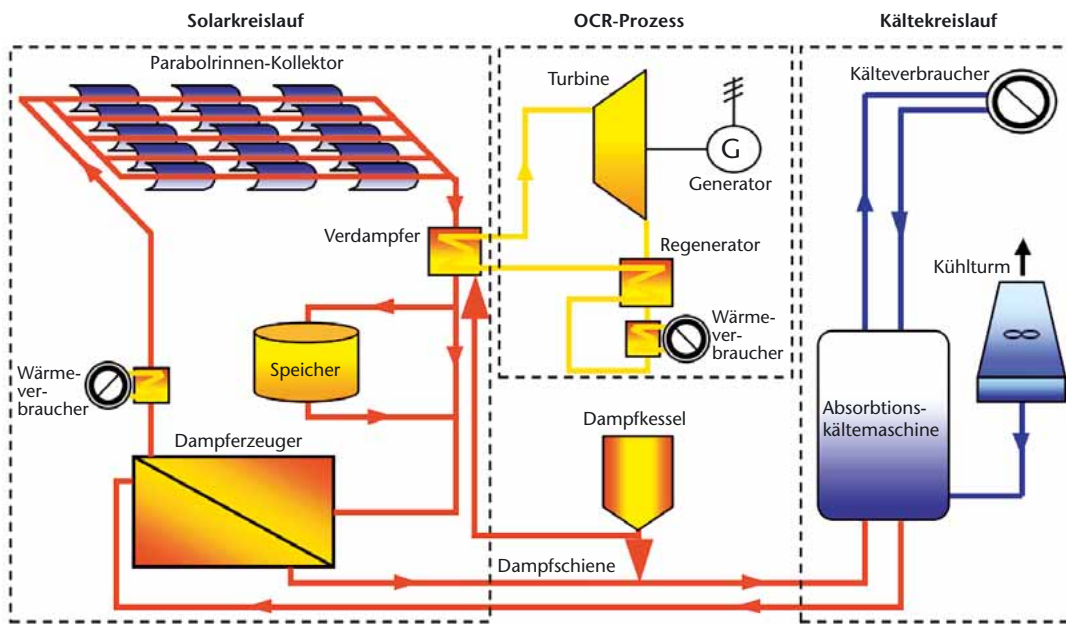 Solarkreislauf
OCR-Prozess
Kältekreislauf
Parabolrinnen-Kollektor
Turbine
Kälteverbraucher
G
Generator
Verdampfer
Regenerator
Kühlturm
Wärme-
ver-
braucher
Speicher
Wärme-
ver-
braucher
Dampfkessel
Absorbtions-
kältemaschine
Dampferzeuger
Dampfschiene